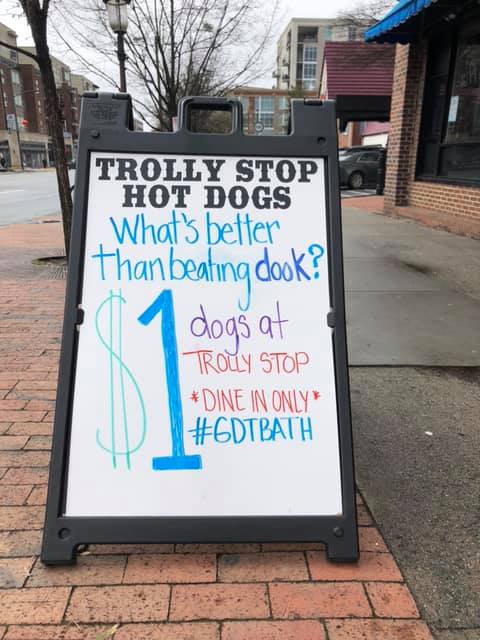 TROLLY STOP
HOT DOGS
What's better
than beating dook?
$1
dogs at
TROLLY STOP
*DINE IN ONLY*
#GDTBATH